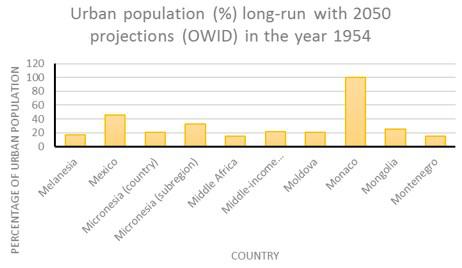 Urban population (%) long-run with 2050
projections (OWID) in the year 1954
PERCENTAGE OF URBAN POPULATION
120
100
80
60
40
20
0
Melanesia
Mexico
Micronesia (country)
Micronesia (subregion)
Middle Africa
Middle-income...
Moldova
Monaco
Mongolia
Montenegro
COUNTRY